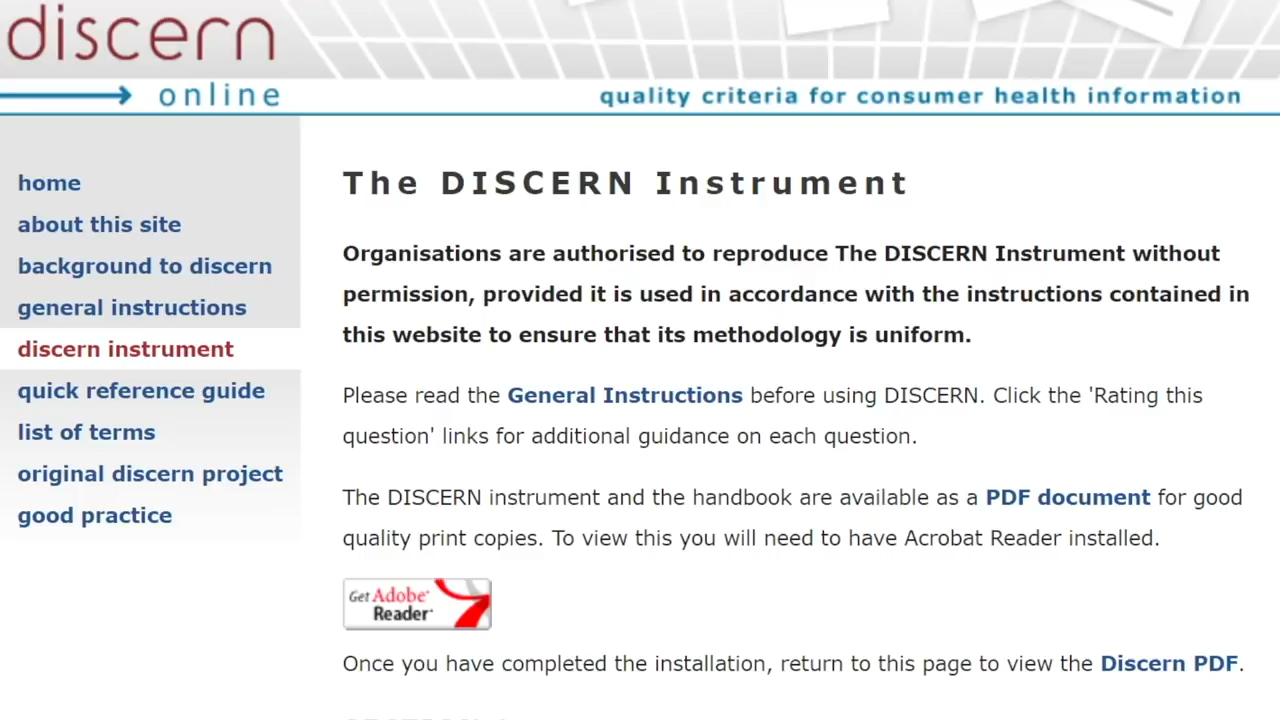 discern
online
quality criteria for consumer health information
home
about this site
background to discern
general instructions
discern instrument
quick reference guide
list of terms
original discern project
good practice
The DISCERN Instrument
Organisations are authorised to reproduce The DISCERN Instrument without
permission, provided it is used in accordance with the instructions contained in
this website to ensure that its methodology is uniform.
Please read the General Instructions before using DISCERN. Click the 'Rating this
question' links for additional guidance on each question.
The DISCERN instrument and the handbook are available as a PDF document for good
quality print copies. To view this you will need to have Acrobat Reader installed.
Get Adobe
Reader
Once you have completed the installation, return to this page to view the Discern PDF.